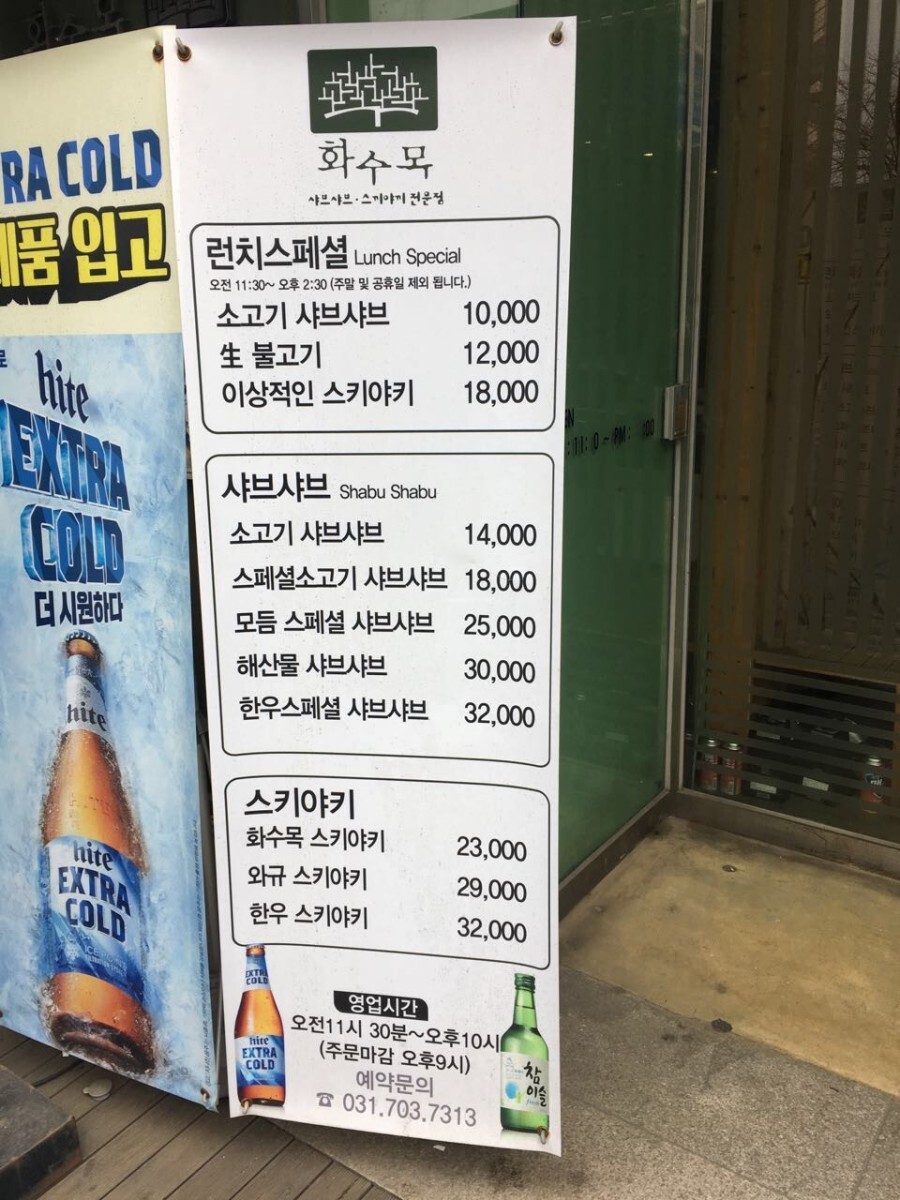 RA COLD
제품 입고
hite
EXTRA
COLD
더 시원하다
hite
hite
EXTRA
COLD
화수목
샤브샤브·스키야키 전문점
런치스페셜 Lunch Special
오전 11:30~ 오후 2:30 (주말 및 공휴일 제외 됩니다.)
소고기 샤브샤브 10,000
生 불고기 12,000
이상적인 스키야키 18,000
샤브샤브 Shabu Shabu
소고기 샤브샤브 14,000
스페셜소고기 샤브샤브 18,000
모듬 스페셜 샤브샤브 25,000
해산물 샤브샤브 30,000
한우스페셜 샤브샤브 32,000
스키야키
화수목 스키야키 23,000
와규 스키야키 29,000
한우 스키야키 32,000
영업시간
오전11시 30분~오후10시
(주문마감 오후9시)
예약문의
☎ 031.703.7313
EXTRA
COLD
hite
EXTRA
COLD
참
이슬